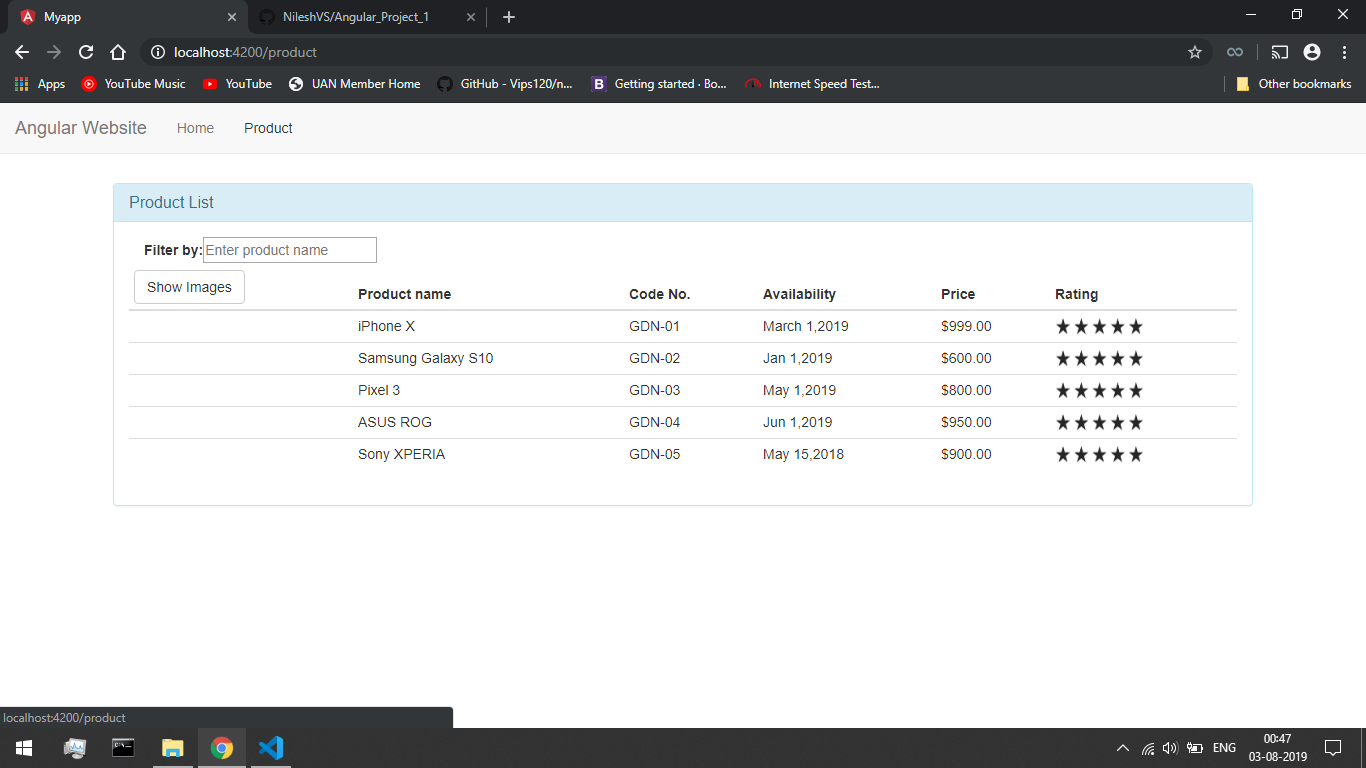 Myapp
NileshVS/Angular_Project_1
localhost:4200/product
Apps YouTube Music YouTube UAN Member Home GitHub - Vips120/n... B Getting started · Bo... Internet Speed Test... Other bookmarks
Angular Website Home Product
Product List
Filter by: Enter product name
Show Images Product name Code No. Availability Price Rating
iPhone X GDN-01 March 1,2019 $999.00 ★★★★★
Samsung Galaxy S10 GDN-02 Jan 1,2019 $600.00 ★★★★★
Pixel 3 GDN-03 May 1,2019 $800.00 ★★★★★
ASUS ROG GDN-04 Jun 1,2019 $950.00 ★★★★★
Sony XPERIA GDN-05 May 15,2018 $900.00 ★★★★★
localhost:4200/product
ENG
00:47
03-08-2019